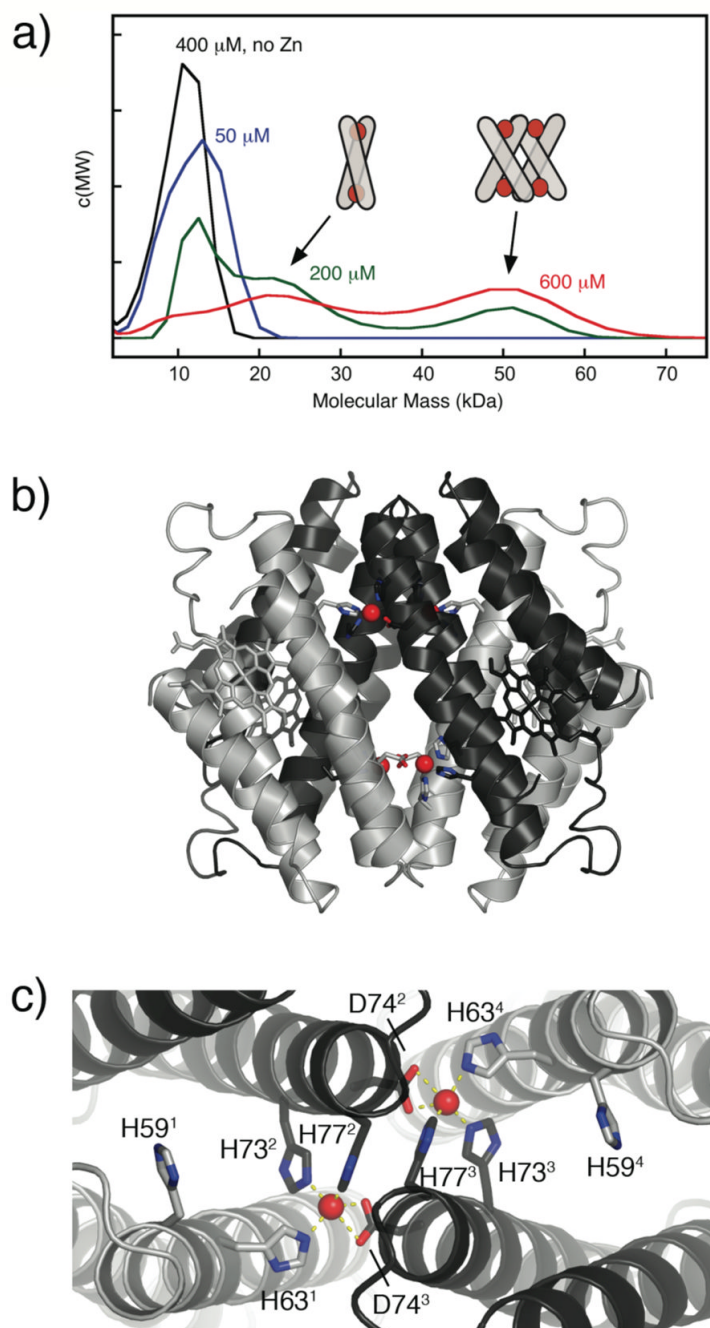 a)
400 μM, no Zn
50 μM
200 μM
600 μM
c(MW)
10 20 30 40 50 60 70
Molecular Mass (kDa)
b)
c)
D74² H63⁴
H59¹ H73² H77² H77³ H73³ H59⁴
H63¹ D74³